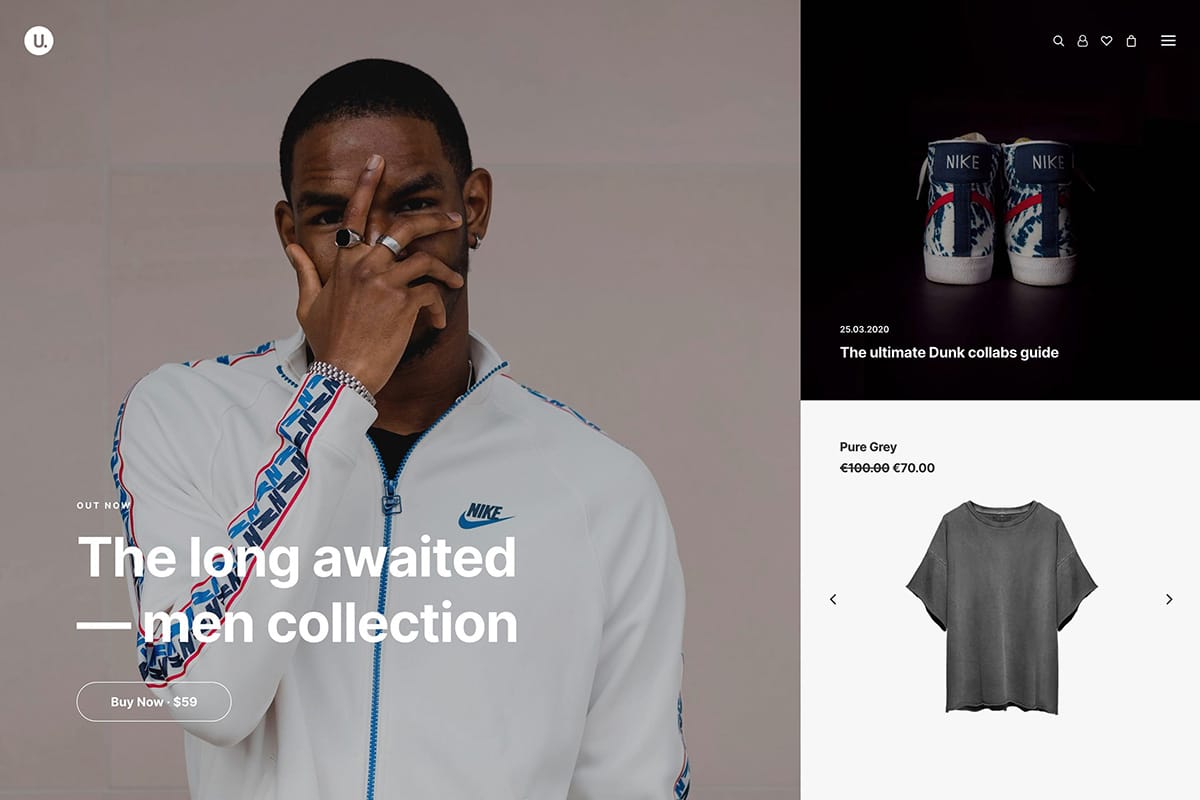 U.
OUT NOW
The long awaited
— men collection
Buy Now · $59
NIKE
NIKE
NIKE
25.03.2020
The ultimate Dunk collabs guide
Pure Grey
€100.00 €70.00